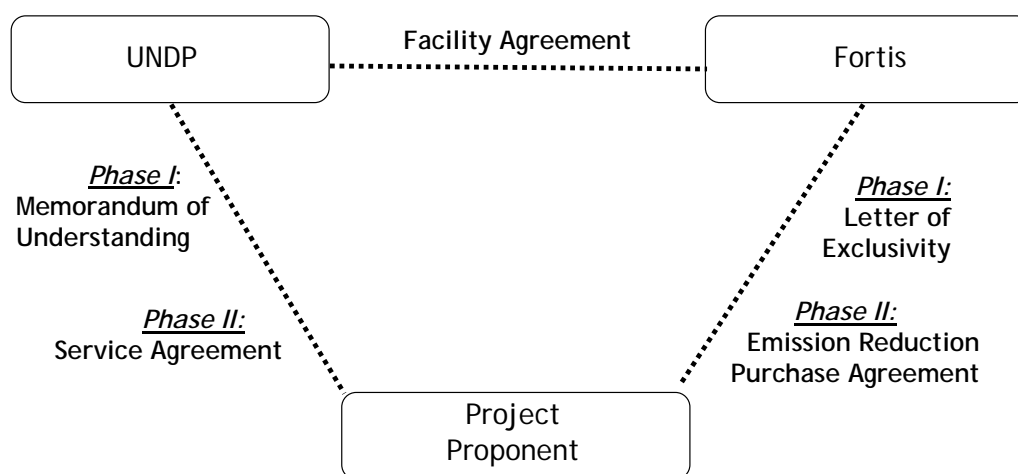 UNDP
Facility Agreement
Fortis
Phase I:
Memorandum of
Understanding
Phase II:
Service Agreement
Phase I:
Letter of
Exclusivity
Phase II:
Emission Reduction
Purchase Agreement
Project
Proponent